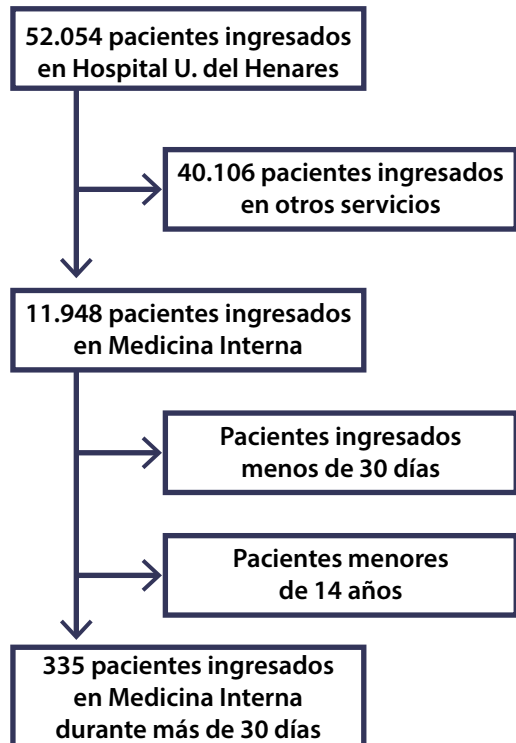 52.054 pacientes ingresados
en Hospital U. del Henares
40.106 pacientes ingresados
en otros servicios
11.948 pacientes ingresados
en Medicina Interna
Pacientes ingresados
menos de 30 días
Pacientes menores
de 14 años
335 pacientes ingresados
en Medicina Interna
durante más de 30 días